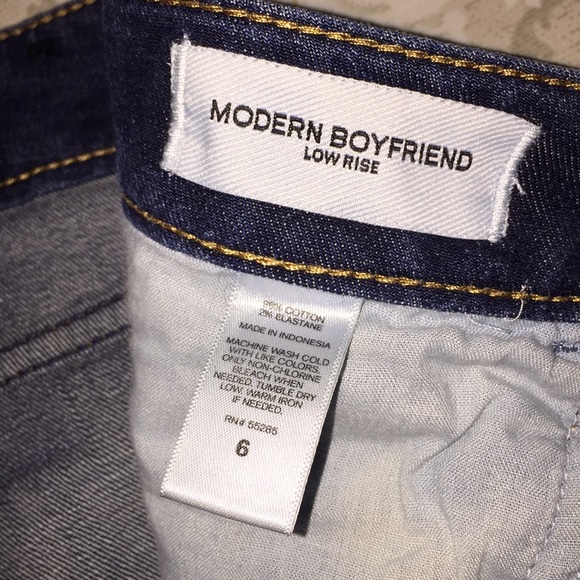 MODERN BOYFRIEND
LOW RISE
98% COTTON
2% ELASTANE
MADE IN INDONESIA
MACHINE WASH COLD
WITH LIKE COLORS.
ONLY NON-CHLORINE
BLEACH WHEN
NEEDED. TUMBLE DRY
LOW. WARM IRON
IF NEEDED.
RN# 55285
6